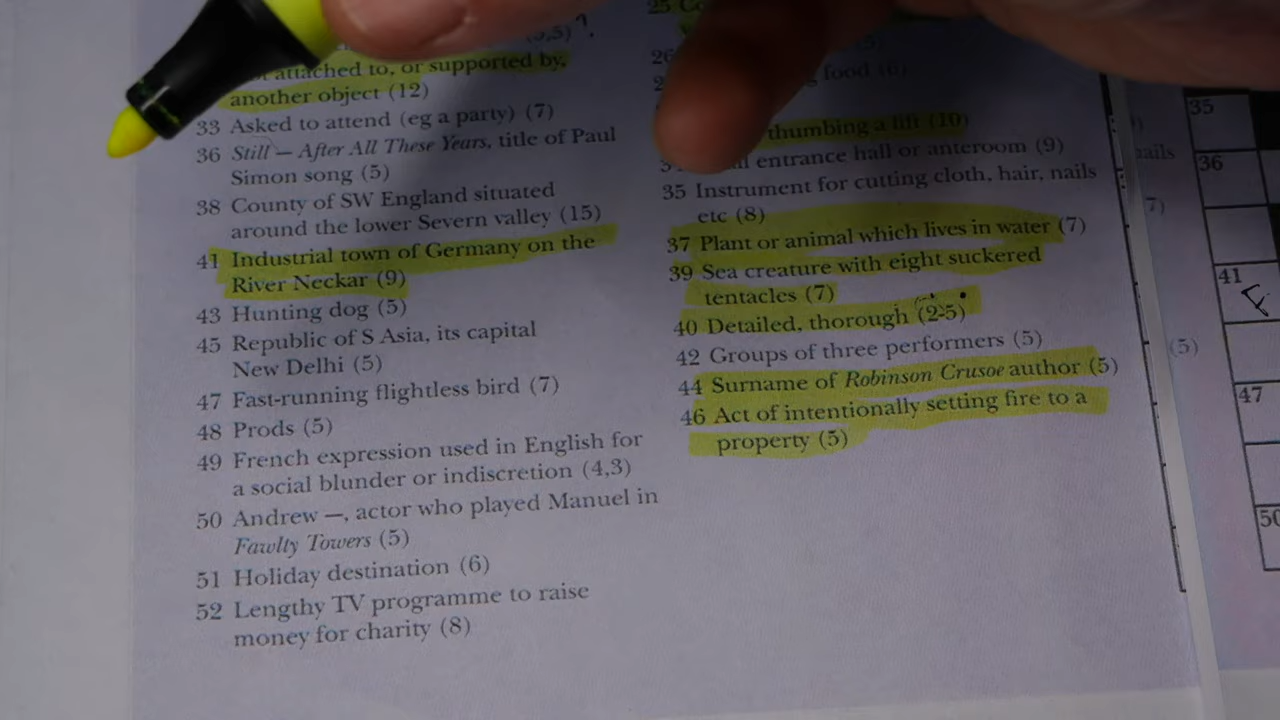 (5,5)
attached to, or supported by,
another object (12)
33 Asked to attend (eg a party) (7)
36 Still — After All These Years, title of Paul
Simon song (5)
38 County of SW England situated
around the lower Severn valley (15)
41 Industrial town of Germany on the
River Neckar (9)
43 Hunting dog (5)
45 Republic of S Asia, its capital
New Delhi (5)
47 Fast-running flightless bird (7)
48 Prods (5)
49 French expression used in English for
a social blunder or indiscretion (4,3)
50 Andrew —, actor who played Manuel in
Fawlty Towers (5)
51 Holiday destination (6)
52 Lengthy TV programme to raise
money for charity (8)
25
26
food (6)
thumbing a lift (10)
entrance hall or anteroom (9)
35 Instrument for cutting cloth, hair, nails
etc (8)
37 Plant or animal which lives in water (7)
39 Sea creature with eight suckered
tentacles (7)
40 Detailed, thorough (2-5)
42 Groups of three performers (5)
44 Surname of Robinson Crusoe author (5)
46 Act of intentionally setting fire to a
property (5)
nails
7)
(5)
35
36
41
47
50